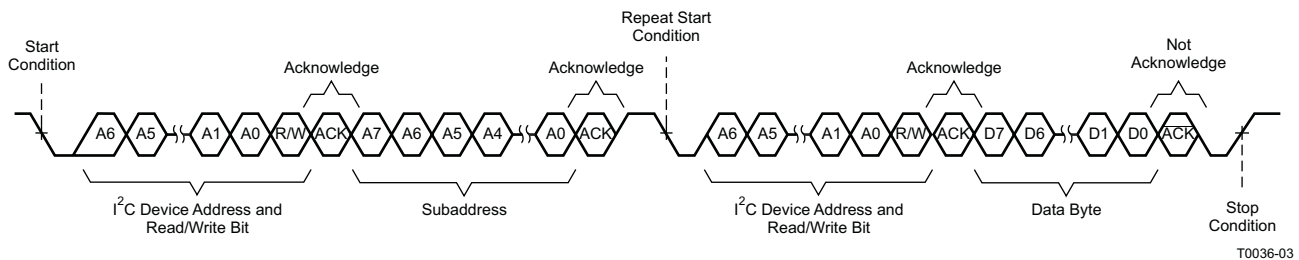 Repeat Start
Condition
Start
Condition
Not
Acknowledge
Acknowledge
Acknowledge
Acknowledge
A6 A5 A1 A0 R/W ACK A7 A6 A5 A4 A0 ACK A6 A5 A1 A0 R/W ACK D7 D6 D1 D0 A̅C̅K̅
I²C Device Address and
Read/Write Bit
Subaddress
I²C Device Address and
Read/Write Bit
Data Byte
Stop
Condition
T0036-03